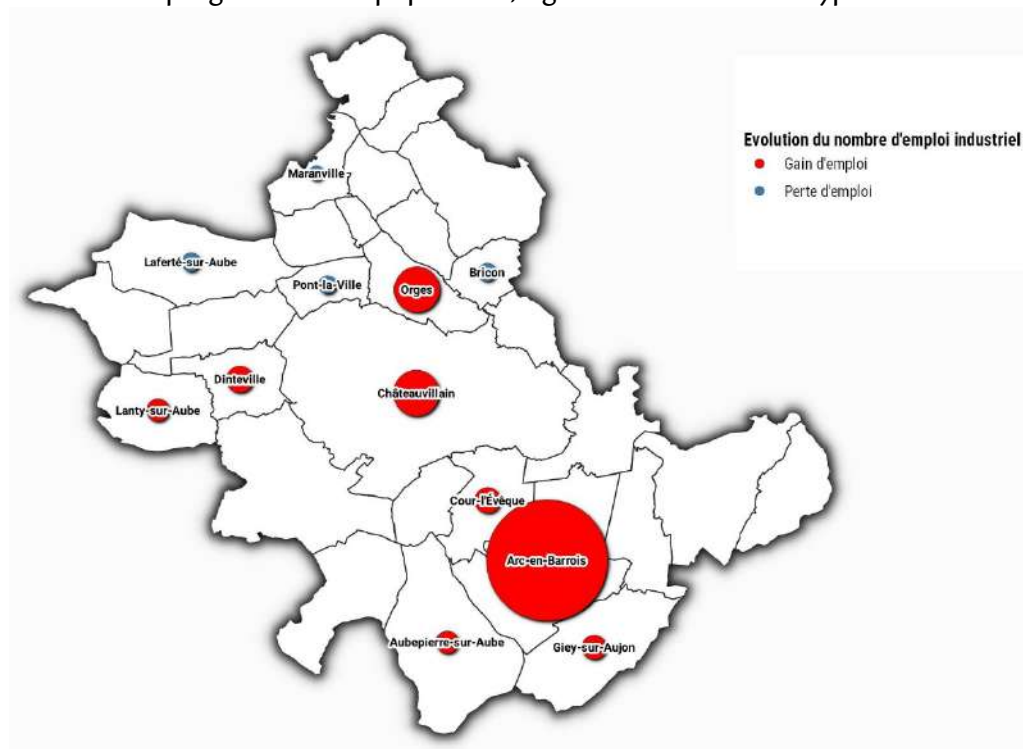 Evolution du nombre d'emploi industriel
Gain d'emploi
Perte d'emploi
Maranville
Laferté-sur-Aube
Pont-la-Ville
Orges
Bricon
Dinteville
Châteauvillain
Lanty-sur-Aube
Cour-l'Évêque
Arc-en-Barrois
Aubepierre-sur-Aube
Giey-sur-Aujon